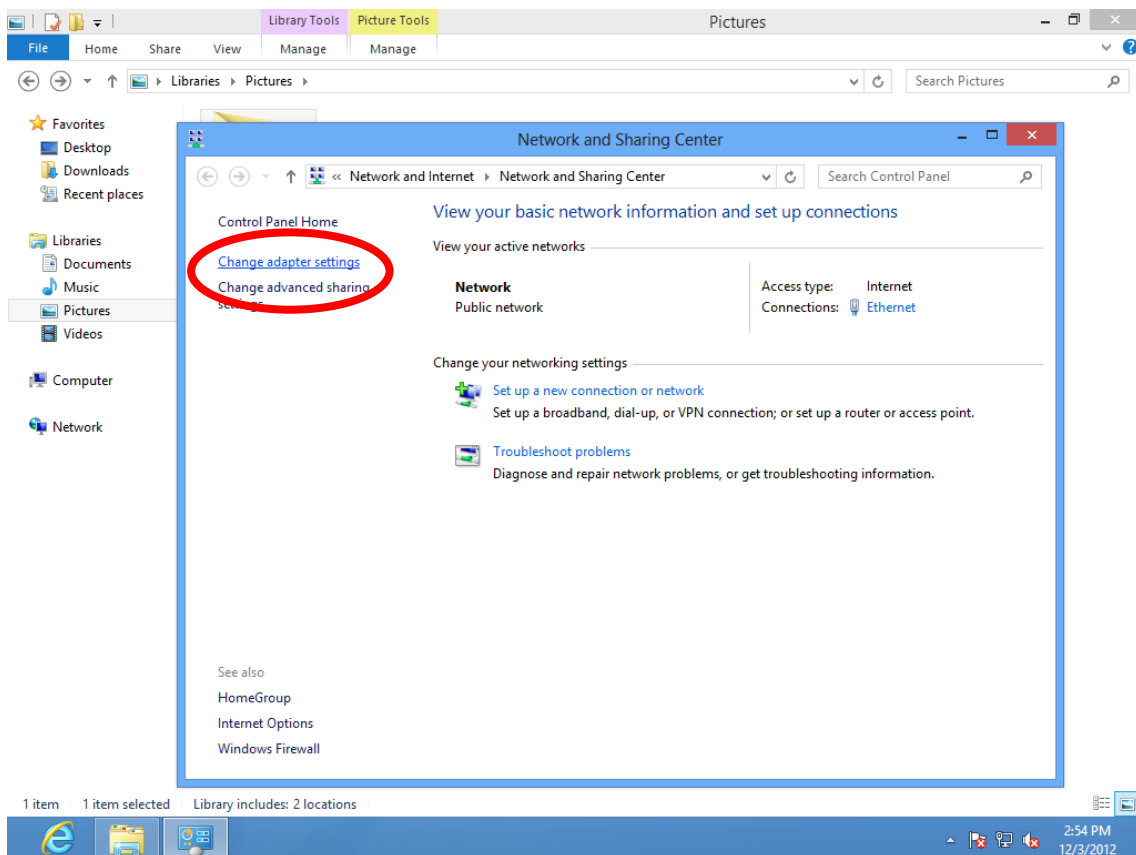 Library Tools Picture Tools Pictures
File Home Share View Manage Manage
Libraries Pictures Search Pictures
Favorites
Desktop
Downloads
Recent places
Libraries
Documents
Music
Pictures
Videos
Computer
Network
Network and Sharing Center
« Network and Internet Network and Sharing Center Search Control Panel
Control Panel Home
Change adapter settings
Change advanced sharing
settings
View your basic network information and set up connections
View your active networks
Network
Public network
Access type: Internet
Connections: Ethernet
Change your networking settings
Set up a new connection or network
Set up a broadband, dial-up, or VPN connection; or set up a router or access point.
Troubleshoot problems
Diagnose and repair network problems, or get troubleshooting information.
See also
HomeGroup
Internet Options
Windows Firewall
1 item 1 item selected Library includes: 2 locations
2:54 PM
12/3/2012